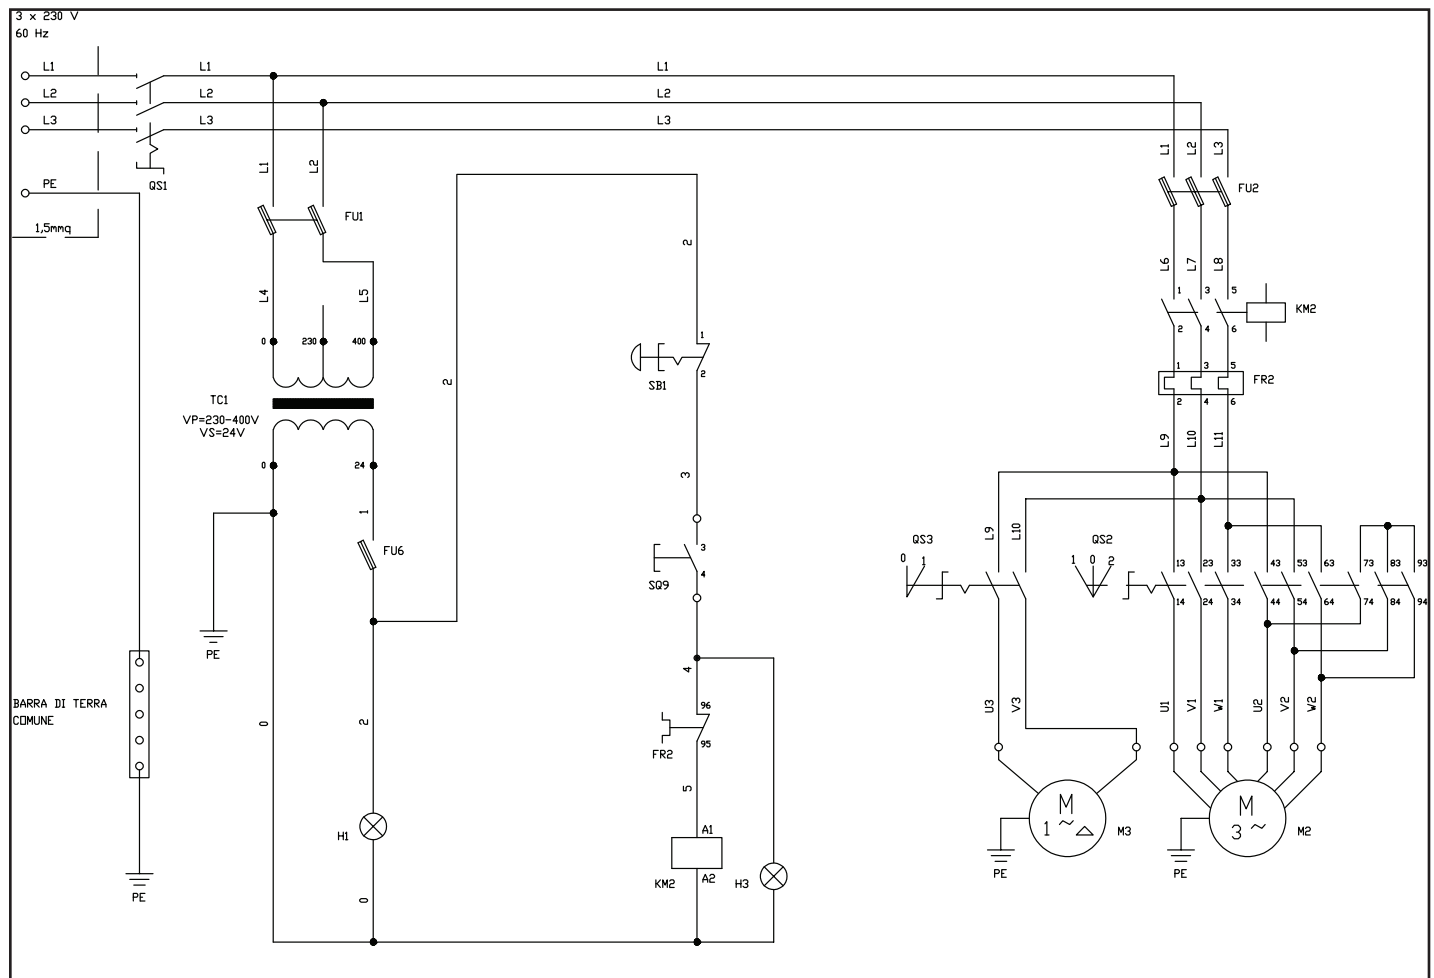 3 x 230 V
60 Hz
L1 L1 L1
L2 L2 L2
L3 L3 L3
L1 L2 L1 L2 L3
PE
QS1
FU2
FU1
1,5mmq
2
L6 L7 L8
L4 L5
1 3 5
KM2
2 4 6
0 230 400
1
1 3 5
FR2
SB1
2
2
TC1
VP=230-400V
VS=24V
2 4 6
L9 L10 L11
0 24
3
1
L9 L10
QS3
QS2
FU6
3
SQ9
4
0 1
1 0 2
13 23 33 43 53 63 73 83 93
14 24 34 44 54 64 74 84 94
PE
4
BARRA DI TERRA
COMUNE
0
2
96
FR2
95
U3 V3
U1 V1 W1 U2 V2 W2
5
H1
A1
KM2
A2
H3
M
1 ~
M3
M
3 ~
M2
PE
PE
PE
0